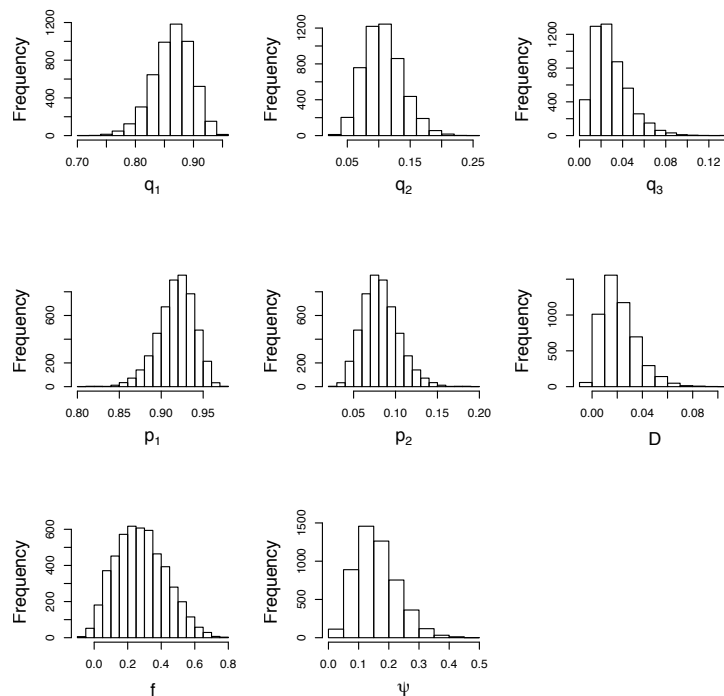 Frequency
0 400 800 1200
0.70 0.80 0.90
q1
Frequency
0 400 800 1200
0.05 0.15 0.25
q2
Frequency
0 400 800 1200
0.00 0.04 0.08 0.12
q3
Frequency
0 200 600
0.80 0.85 0.90 0.95
p1
Frequency
0 200 600
0.05 0.10 0.15 0.20
p2
Frequency
0 500 1000
0.00 0.04 0.08
D
Frequency
0 200 400 600
0.0 0.2 0.4 0.6 0.8
f
Frequency
0 500 1000 1500
0.0 0.1 0.2 0.3 0.4 0.5
ψ